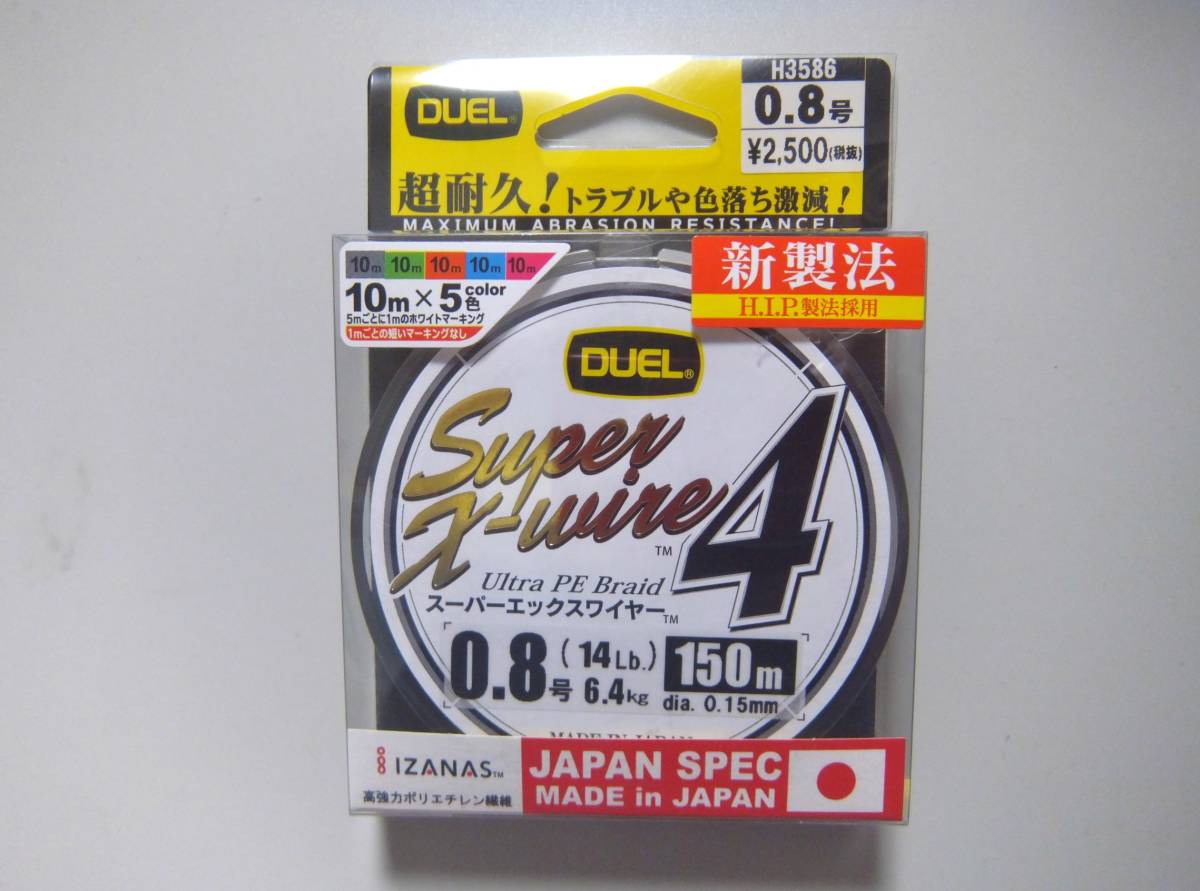 H3586
DUEL®
0.8号
¥2,500(税抜)
超耐久!トラブルや色落ち激減!
MAXIMUM ABRASION RESISTANCE!
10m 10m 10m 10m 10m
10m×5color色
5mごとに1mのホワイトマーキング
1mごとの短いマーキングなし
新製法
H.I.P.製法採用
DUEL®
Super
X-wire™ 4
Ultra PE Braid
スーパーエックスワイヤー™
0.8号 (14Lb.) 6.4kg
150m
dia. 0.15mm
MADE IN JAPAN
IZANAS™
高強力ポリエチレン繊維
JAPAN SPEC
MADE in JAPAN